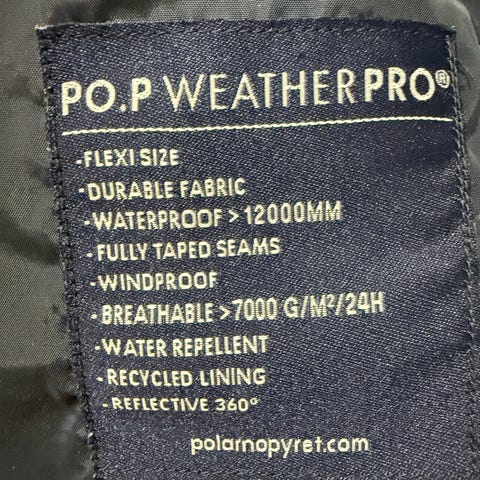 PO.P WEATHERPRO®
-FLEXI SIZE
-DURABLE FABRIC
-WATERPROOF > 12000MM
-FULLY TAPED SEAMS
-WINDPROOF
-BREATHABLE >7000 G/M²/24H
-WATER REPELLENT
-RECYCLED LINING
-REFLECTIVE 360°
polarnopyret.com